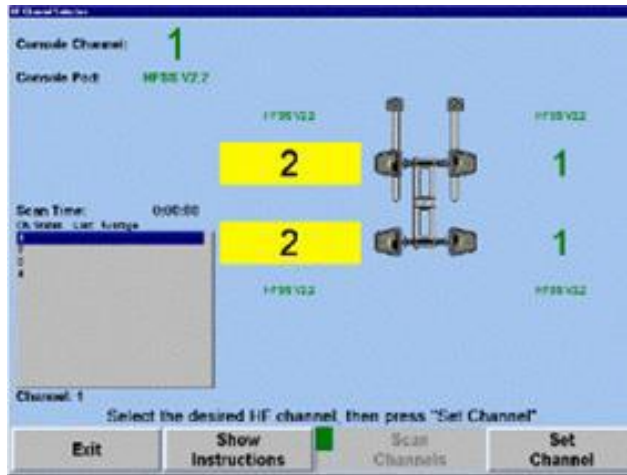 HF Channel Selection
Console Channel: 1
Console Port: HFSS V2.2
HFSS V2.2 HFSS V2.2
2 1
Scan Time: 0:00:00
Ch. Last Average
1
2
3
4
2 1
HFSS V2.2 HFSS V2.2
Channel: 1
Select the desired HF channel, then press "Set Channel"
Exit
Show
Instructions
Scan
Channels
Set
Channel